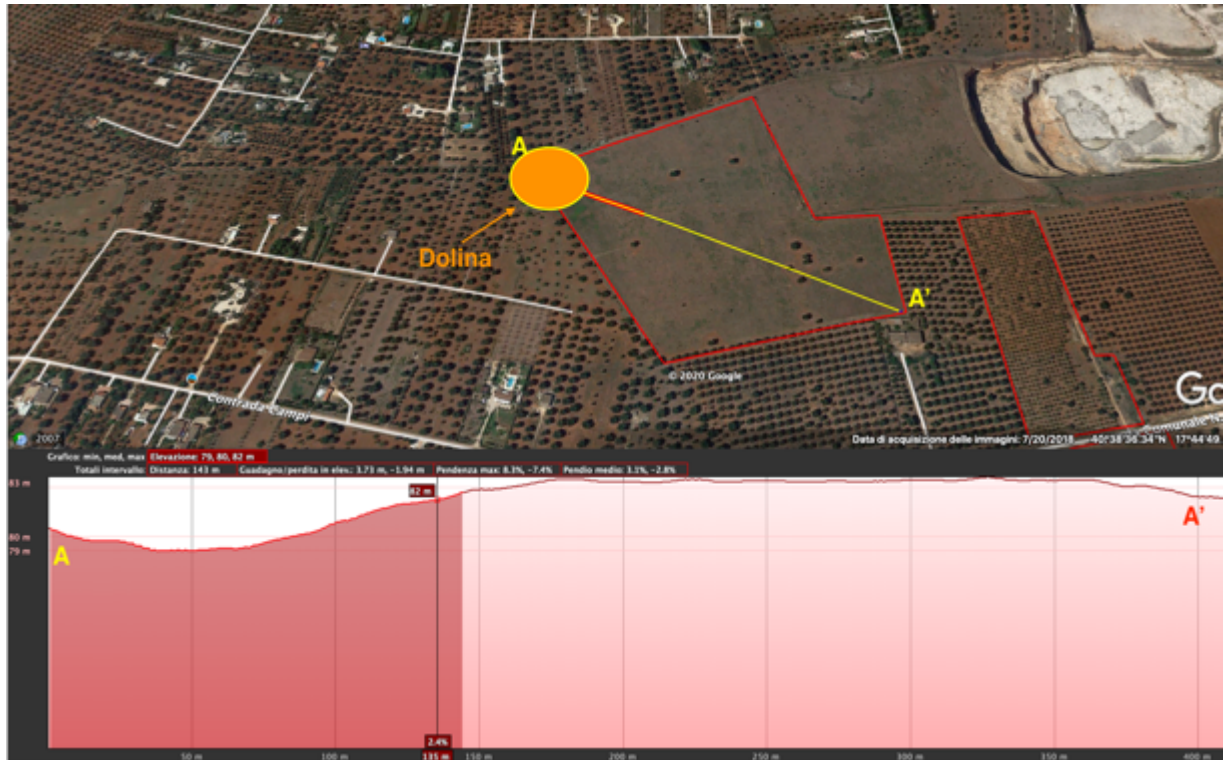 A
Dolina
A'
© 2020 Google
Go
Contrada Campi
2007
Data di acquisizione delle immagini: 7/20/2018 40°38'36.34"N 17°44'49
Grafico: min, med, max Elevazione: 79, 80, 82 m
Totali intervallo: Distanza: 143 m Guadagno/perdita in elev.: 3.73 m, -1.94 m Pendenza max: 8.3%, -7.4% Pendio medio: 3.1%, -2.8%
83 m
82 m
80 m
79 m
A
A'
2.4%
50 m 100 m 135 m 150 m 200 m 250 m 300 m 350 m 400 m